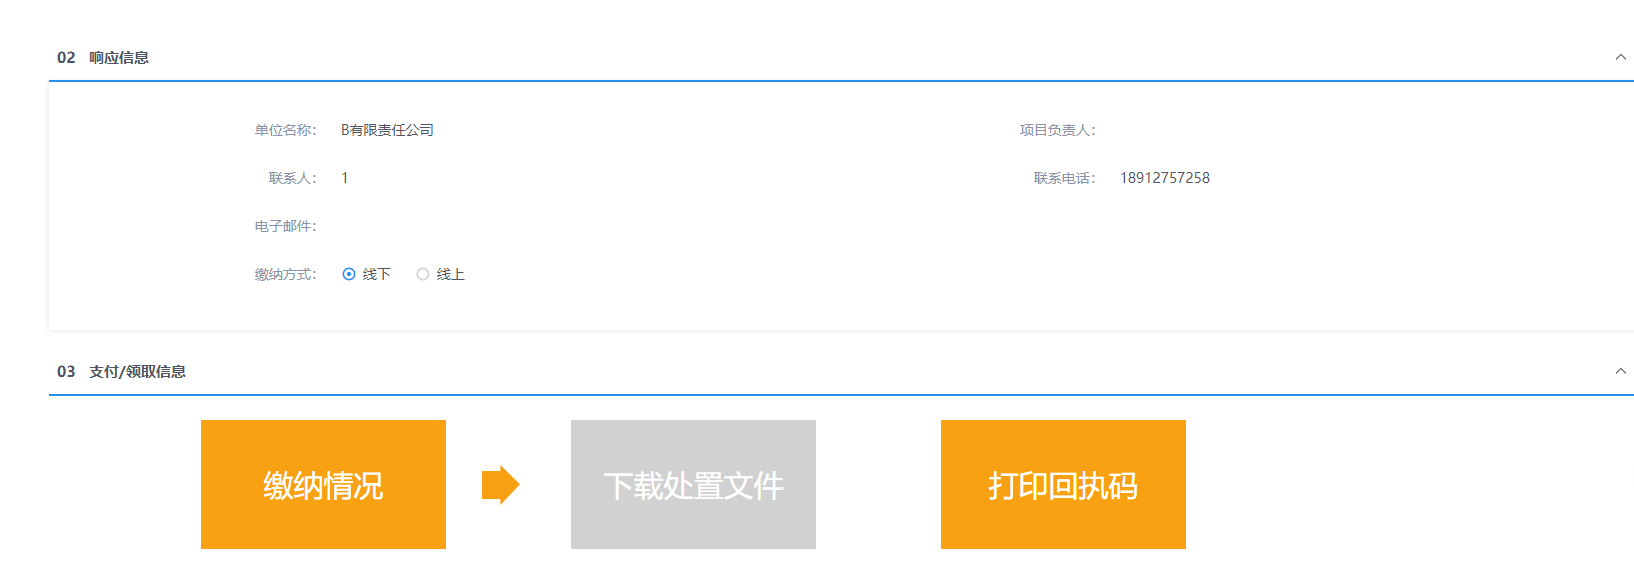 02 响应信息
单位名称： B有限责任公司 项目负责人：
联系人： 1 联系电话： 18912757258
电子邮件：
缴纳方式： 线下 线上
03 支付/领取信息
缴纳情况 下载处置文件 打印回执码